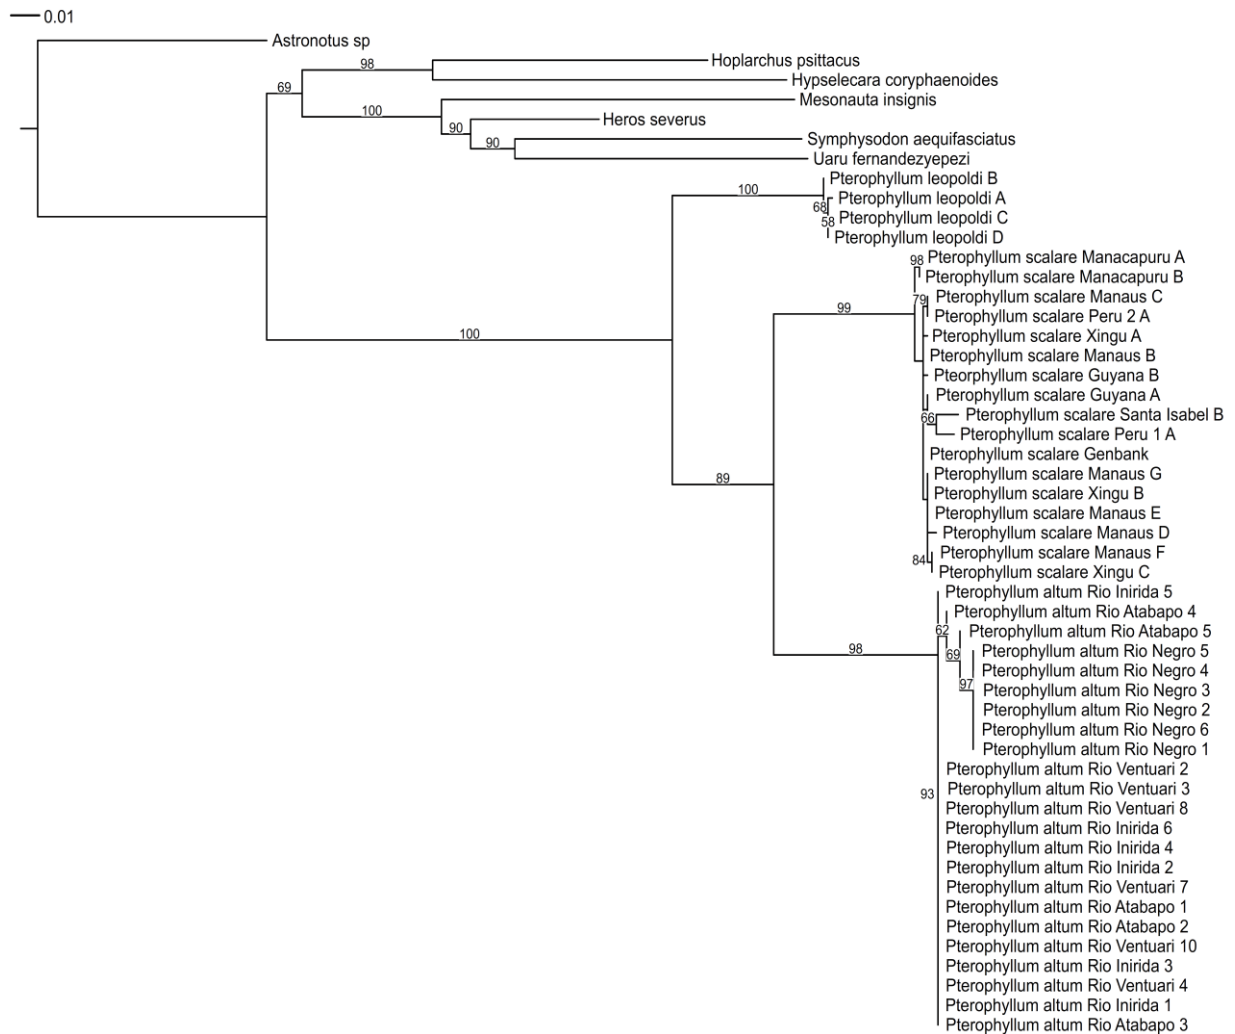 0.01
Astronotus sp
Hoplarchus psittacus
98
Hypselecara coryphaenoides
69
Mesonauta insignis
100
Heros severus
90
Symphysodon aequifasciatus
90
Uaru fernandezyepezi
Pterophyllum leopoldi B
100
Pterophyllum leopoldi A
68
Pterophyllum leopoldi C
58
Pterophyllum leopoldi D
98
Pterophyllum scalare Manacapuru A
Pterophyllum scalare Manacapuru B
79
Pterophyllum scalare Manaus C
99
Pterophyllum scalare Peru 2 A
100
Pterophyllum scalare Xingu A
Pterophyllum scalare Manaus B
Pteorphyllum scalare Guyana B
Pterophyllum scalare Guyana A
66
Pterophyllum scalare Santa Isabel B
Pterophyllum scalare Peru 1 A
Pterophyllum scalare Genbank
89
Pterophyllum scalare Manaus G
Pterophyllum scalare Xingu B
Pterophyllum scalare Manaus E
Pterophyllum scalare Manaus D
84
Pterophyllum scalare Manaus F
Pterophyllum scalare Xingu C
Pterophyllum altum Rio Inirida 5
Pterophyllum altum Rio Atabapo 4
62
Pterophyllum altum Rio Atabapo 5
98
69
Pterophyllum altum Rio Negro 5
Pterophyllum altum Rio Negro 4
97
Pterophyllum altum Rio Negro 3
Pterophyllum altum Rio Negro 2
Pterophyllum altum Rio Negro 6
Pterophyllum altum Rio Negro 1
Pterophyllum altum Rio Ventuari 2
93
Pterophyllum altum Rio Ventuari 3
Pterophyllum altum Rio Ventuari 8
Pterophyllum altum Rio Inirida 6
Pterophyllum altum Rio Inirida 4
Pterophyllum altum Rio Inirida 2
Pterophyllum altum Rio Ventuari 7
Pterophyllum altum Rio Atabapo 1
Pterophyllum altum Rio Atabapo 2
Pterophyllum altum Rio Ventuari 10
Pterophyllum altum Rio Inirida 3
Pterophyllum altum Rio Ventuari 4
Pterophyllum altum Rio Inirida 1
Pterophyllum altum Rio Atabapo 3